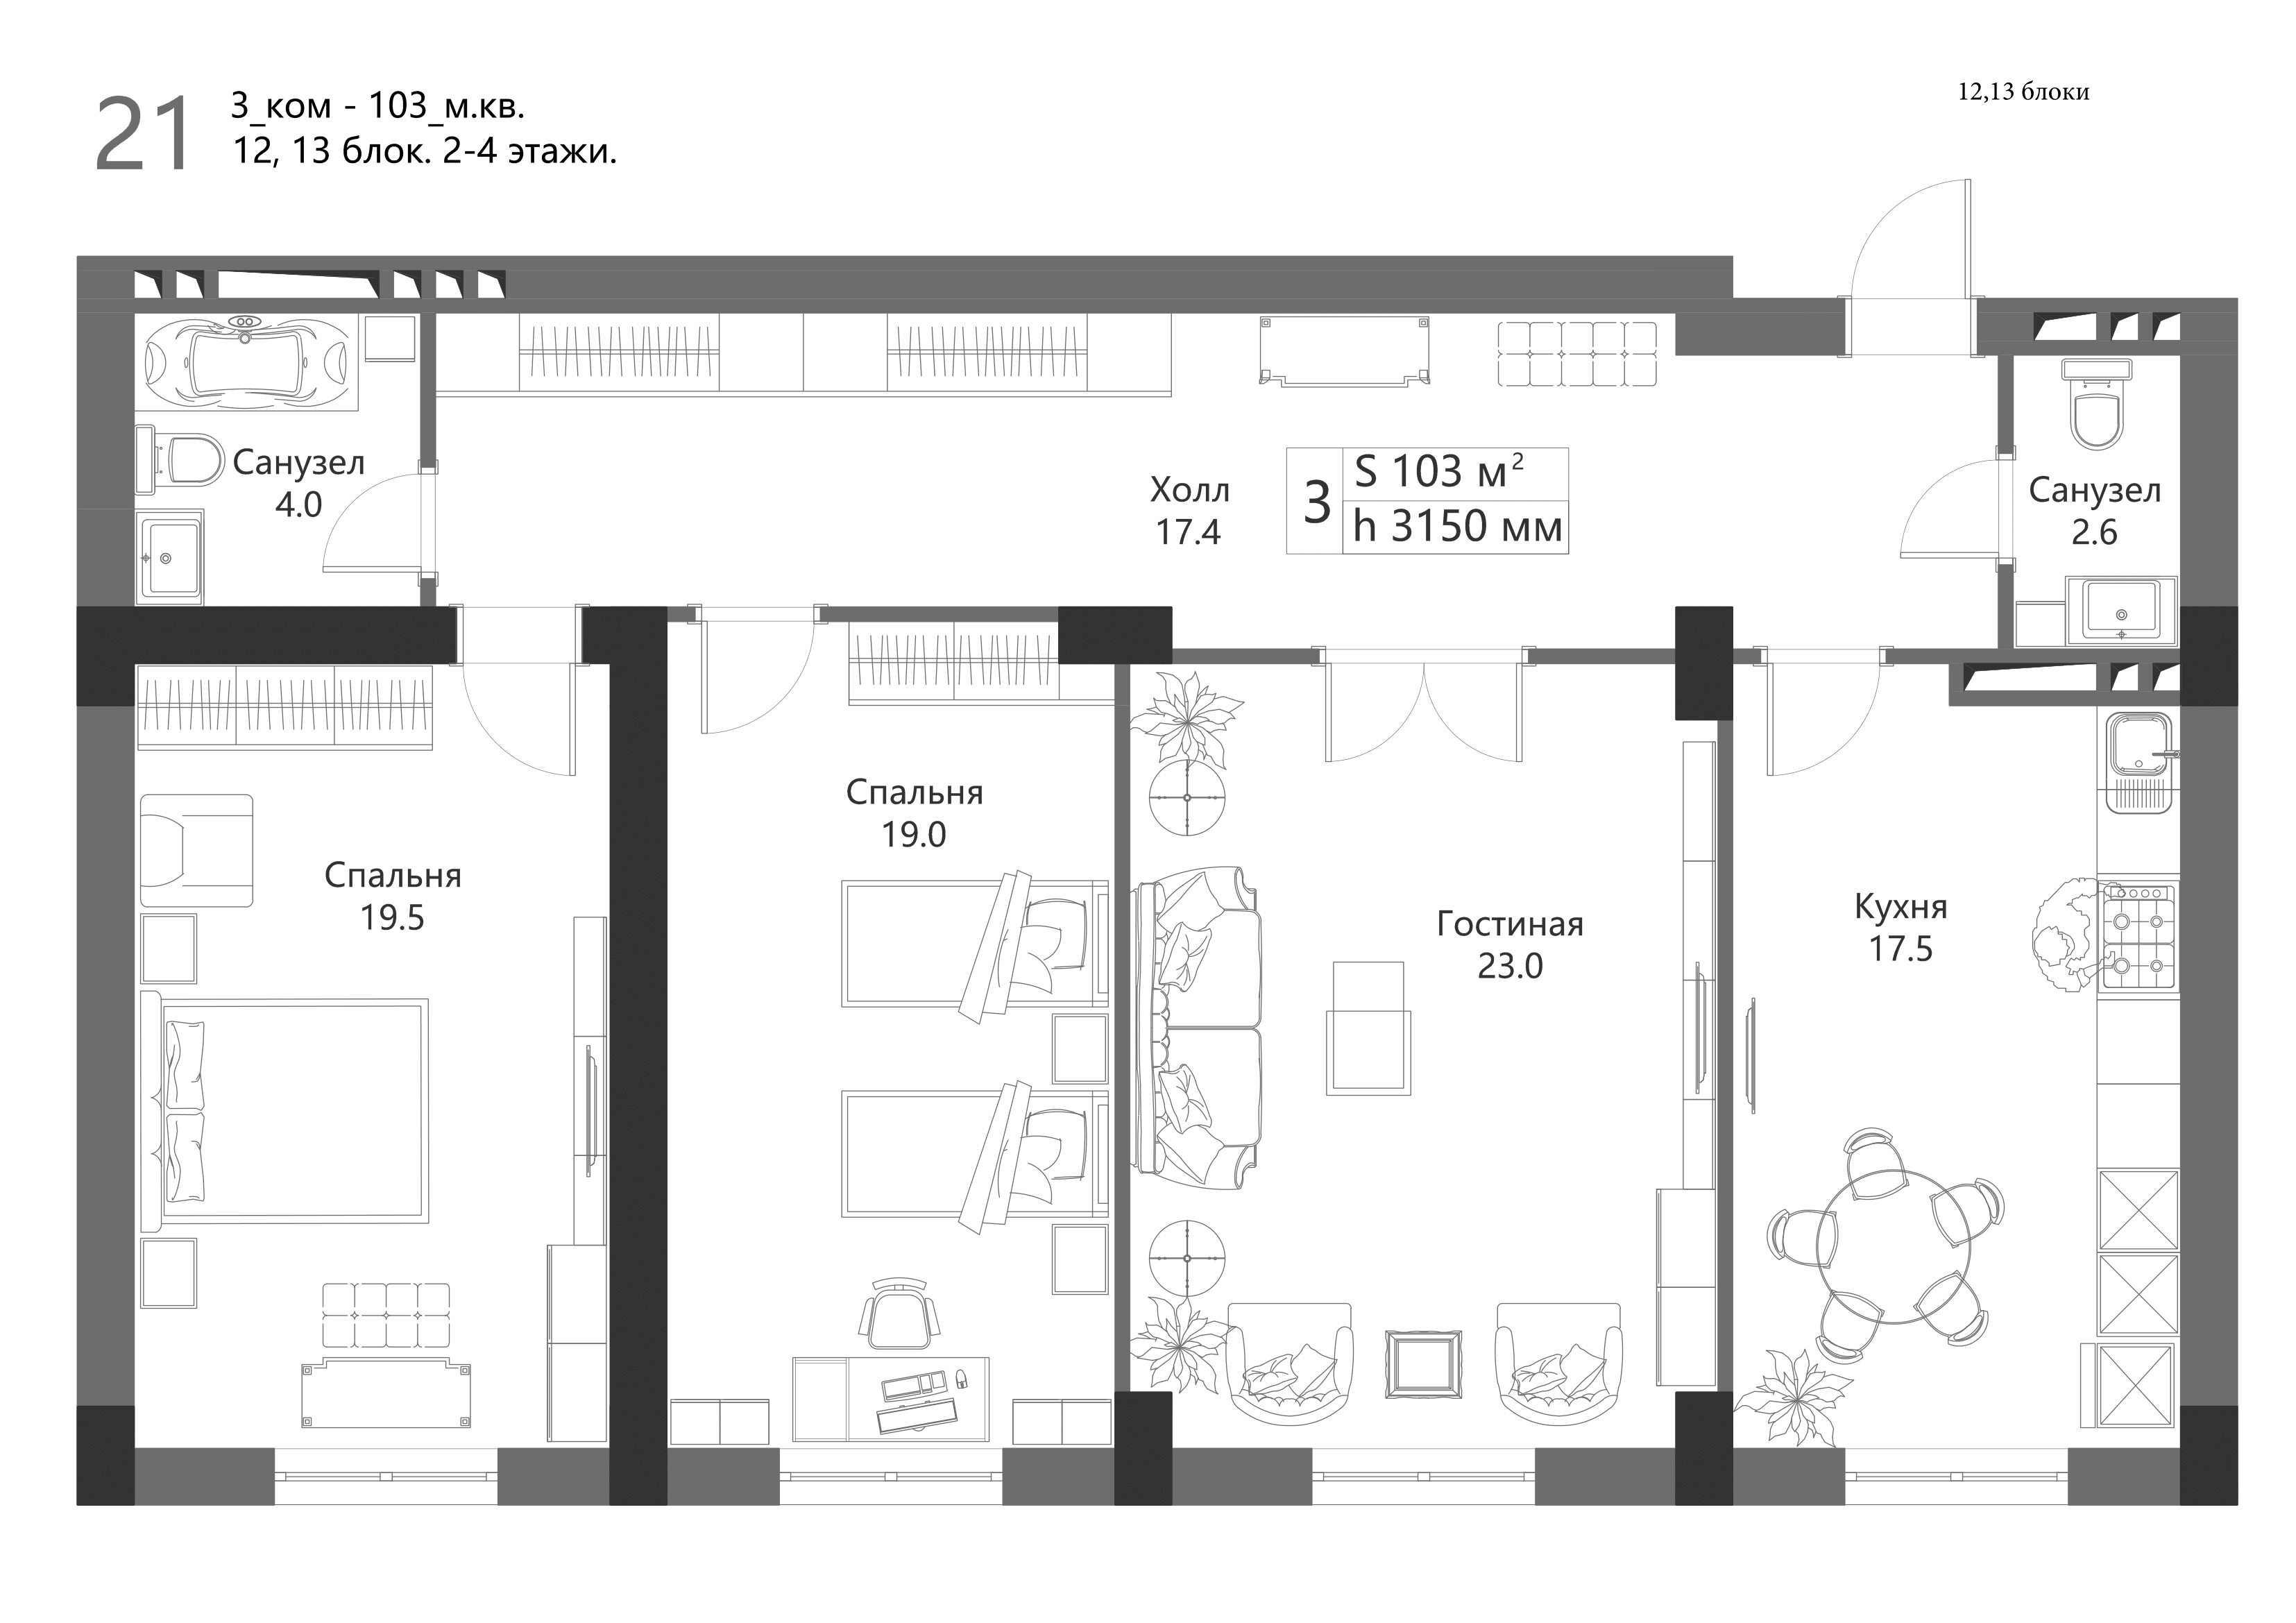 21
3_ком - 103_м.кв.
12, 13 блок. 2-4 этажи.
12,13 блоки
Санузел
4.0
Холл
17.4
3
S 103 м²
h 3150 мм
Санузел
2.6
Спальня
19.5
Спальня
19.0
Гостиная
23.0
Кухня
17.5